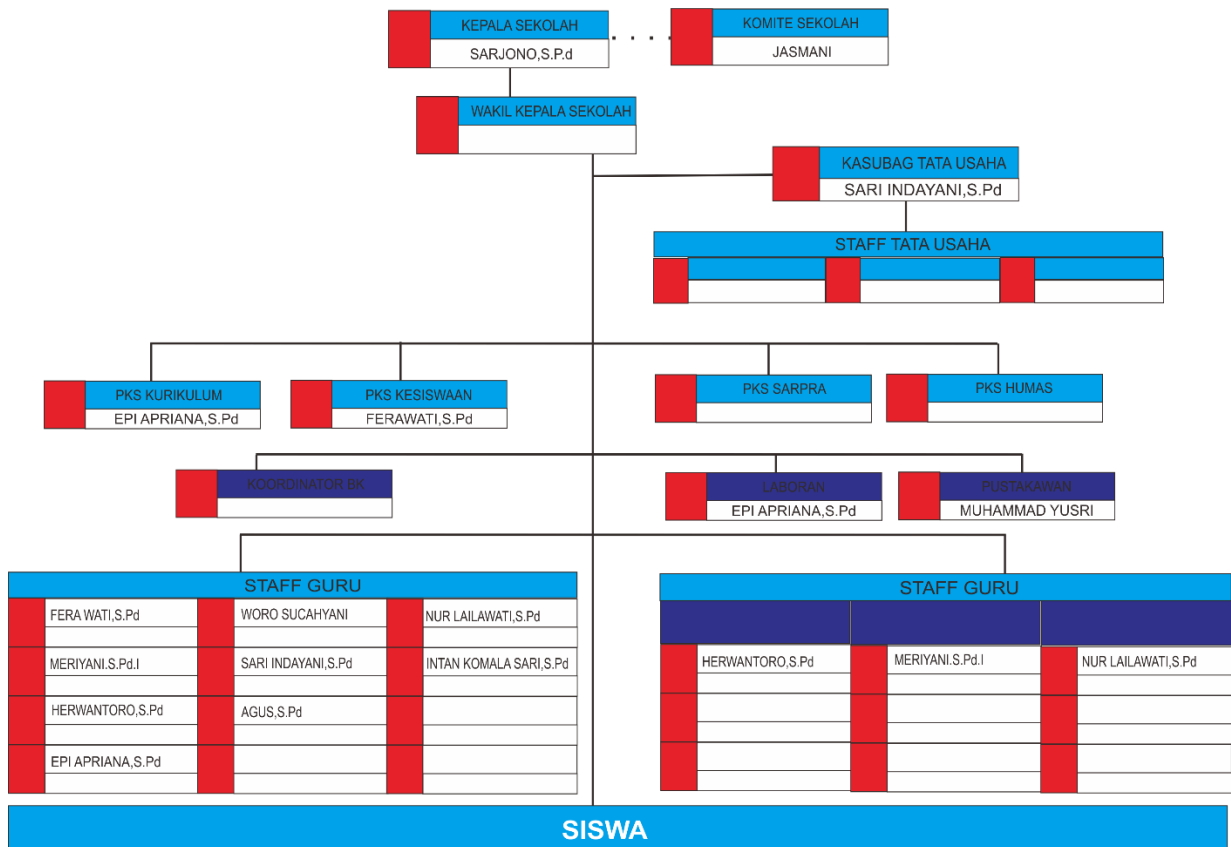 KEPALA SEKOLAH
SARJONO,S.P.d
KOMITE SEKOLAH
JASMANI
WAKIL KEPALA SEKOLAH
KASUBAG TATA USAHA
SARI INDAYANI,S.Pd
STAFF TATA USAHA
PKS KURIKULUM
EPI APRIANA,S.Pd
PKS KESISWAAN
FERAWATI,S.Pd
PKS SARPRA
PKS HUMAS
KOORDINATOR BK
LABORAN
EPI APRIANA,S.Pd
PUSTAKAWAN
MUHAMMAD YUSRI
STAFF GURU
FERA WATI,S.Pd
WORO SUCAHYANI
NUR LAILAWATI,S.Pd
MERIYANI.S.Pd.I
SARI INDAYANI,S.Pd
INTAN KOMALA SARI,S.Pd
HERWANTORO,S.Pd
AGUS,S.Pd
EPI APRIANA,S.Pd
STAFF GURU
HERWANTORO,S.Pd
MERIYANI.S.Pd.I
NUR LAILAWATI,S.Pd
SISWA